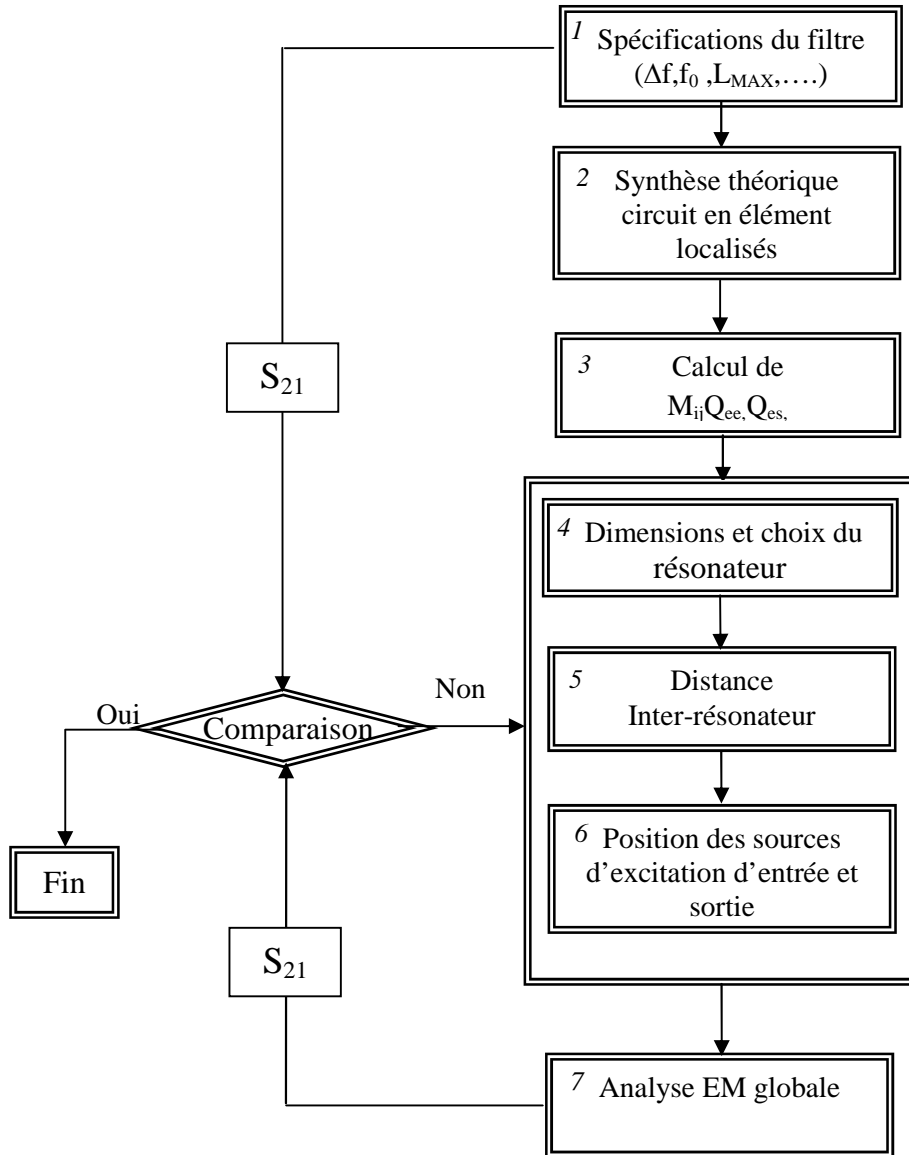 1 Spécifications du filtre
(Δf,f₀ ,L_MAX,….)
2 Synthèse théorique
circuit en élément
localisés
S₂₁
3 Calcul de
MᵢⱼQₑₑ,Qₑₛ,
4 Dimensions et choix du
résonateur
5 Distance
Inter-résonateur
Non
Oui
Comparaison
6 Position des sources
d’excitation d’entrée et
sortie
Fin
S₂₁
7 Analyse EM globale